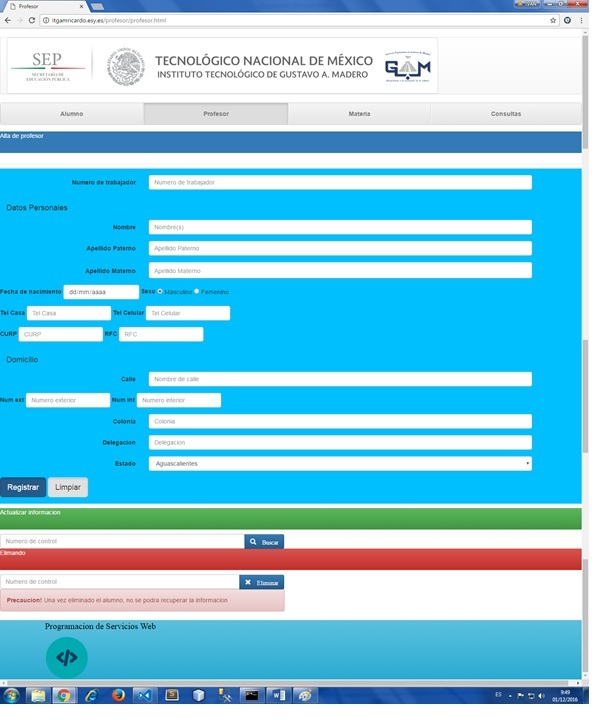 Profesor
itgamricardo.esy.es/profesor/profesor.html
SEP
SECRETARÍA DE
EDUCACIÓN PÚBLICA
TECNOLÓGICO NACIONAL DE MÉXICO
INSTITUTO TECNOLÓGICO DE GUSTAVO A. MADERO
GAM
Alumno Profesor Materia Consultas
Alta de profesor
Numero de trabajador Numero de trabajador
Datos Personales
Nombre Nombre(s)
Apellido Paterno Apellido Paterno
Apellido Materno Apellido Materno
Fecha de nacimiento dd/mm/aaaa Sexo Masculino Femenino
Tel Casa Tel Casa Tel Celular Tel Celular
CURP CURP RFC RFC
Domicilio
Calle Nombre de calle
Num ext Numero exterior Num Int Numero interior
Colonia Colonia
Delegacion Delegacion
Estado Aguascalientes
Registrar Limpiar
Actualizar informacion
Numero de control Buscar
Elimando
Numero de control Eliminar
Precaucion! Una vez eliminado el alumno, no se podra recuperar la informacion
Programacion de Servicios Web
</>
ES 9:49
01/12/2016